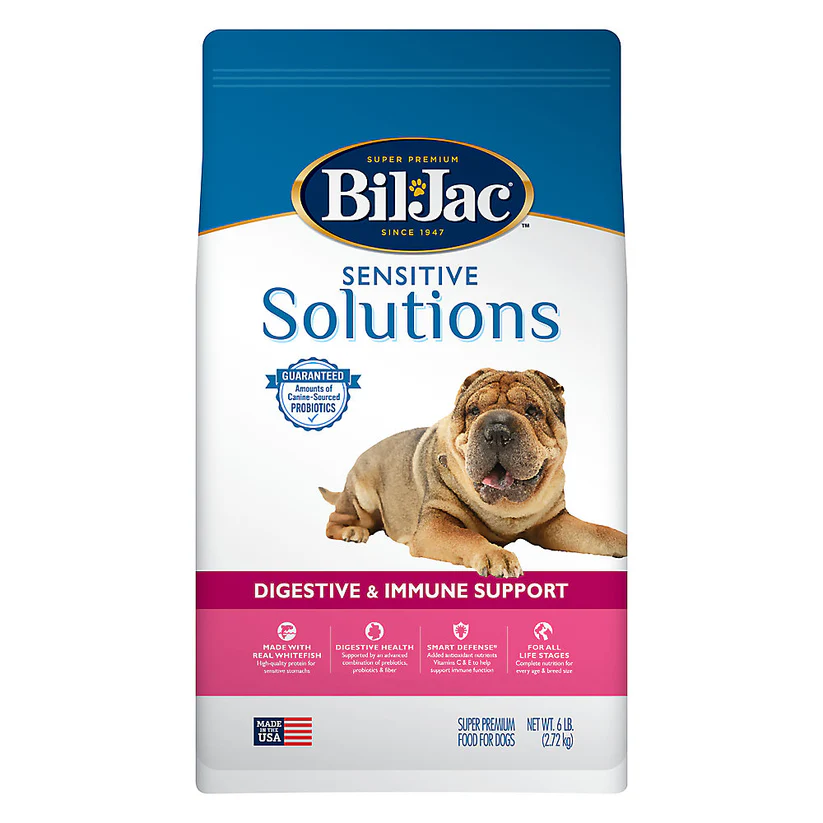 SUPER PREMIUM
Bil-Jac®
SINCE 1947
™
SENSITIVE
Solutions
GUARANTEED
Amounts of
Canine-Sourced
PROBIOTICS
DIGESTIVE & IMMUNE SUPPORT
MADE WITH
REAL WHITEFISH
High-quality protein for
sensitive stomachs
DIGESTIVE HEALTH
Supported by an advanced
combination of prebiotics,
probiotics & fiber
SMART DEFENSE®
Added antioxidant nutrients
Vitamins C & E to help
support immune function
FOR ALL
LIFE STAGES
Complete nutrition for
every age & breed size
MADE
IN THE
USA
SUPER PREMIUM
FOOD FOR DOGS
NET WT. 6 LB.
(2.72 kg)